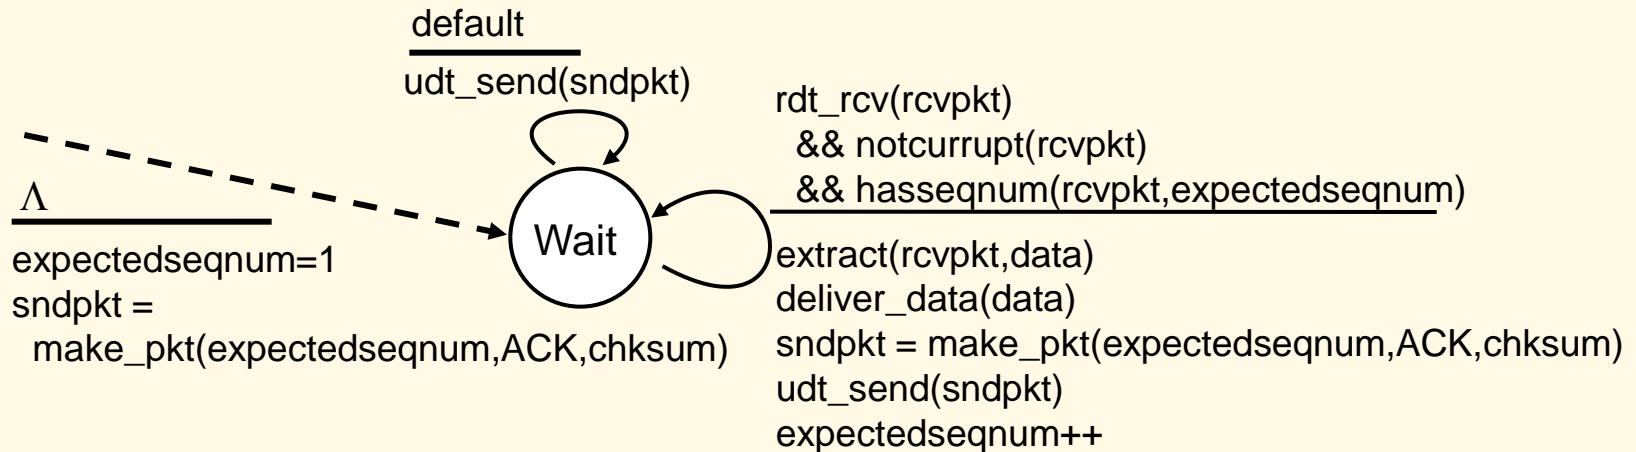 default
udt_send(sndpkt)
rdt_rcv(rcvpkt)
&& notcurrupt(rcvpkt)
&& hasseqnum(rcvpkt,expectedseqnum)
Λ
Wait
expectedseqnum=1
sndpkt =
make_pkt(expectedseqnum,ACK,chksum)
extract(rcvpkt,data)
deliver_data(data)
sndpkt = make_pkt(expectedseqnum,ACK,chksum)
udt_send(sndpkt)
expectedseqnum++